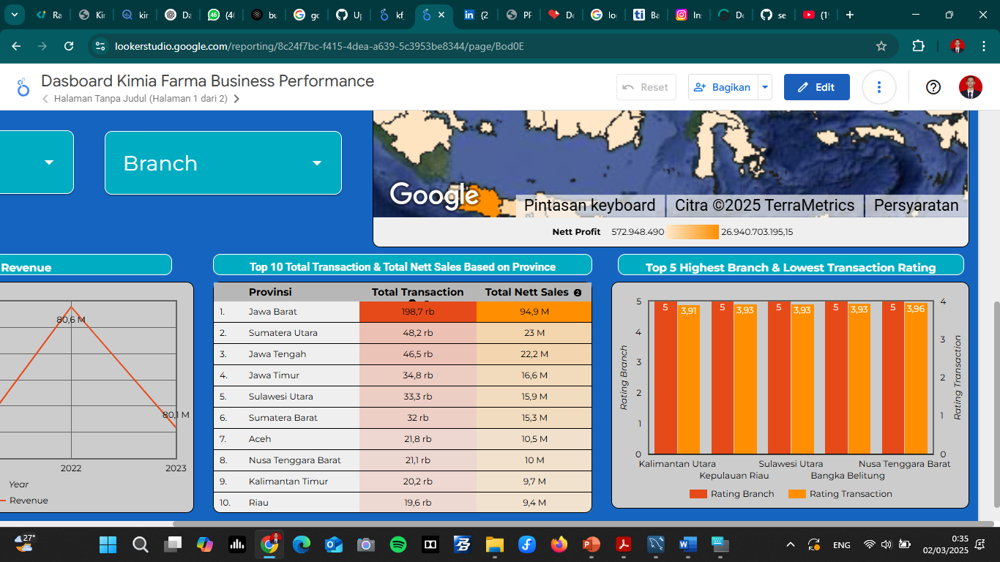 Ra
Kir
kir
Da
(4
bu
go
Up
kf_
(2
PF
Do
lo
Ba
In
Do
se
(1
lookerstudio.google.com/reporting/8c24f7bc-f415-4dea-a639-5c3953be8344/page/Bod0E
Dasboard Kimia Farma Business Performance
Halaman Tanpa Judul (Halaman 1 dari 2)
Reset
Bagikan
Edit
Branch
Google
Pintasan keyboard
Citra ©2025 TerraMetrics
Persyaratan
Nett Profit 572.948.490 26.940.703.195,15
Revenue
80,6 M
80,1 M
2022 2023
Year
Revenue
Top 10 Total Transaction & Total Nett Sales Based on Province
Provinsi Total Transaction Total Nett Sales 2
1. Jawa Barat 198,7 rb 94,9 M
2. Sumatera Utara 48,2 rb 23 M
3. Jawa Tengah 46,5 rb 22,2 M
4. Jawa Timur 34,8 rb 16,6 M
5. Sulawesi Utara 33,3 rb 15,9 M
6. Sumatera Barat 32 rb 15,3 M
7. Aceh 21,8 rb 10,5 M
8. Nusa Tenggara Barat 21,1 rb 10 M
9. Kalimantan Timur 20,2 rb 9,7 M
10. Riau 19,6 rb 9,4 M
Top 5 Highest Branch & Lowest Transaction Rating
5 4 3 2 1 0
Rating Branch
5 3,91 5 3,93 5 3,93 5 3,93 5 3,96
4 3 2 1 0
Rating Transaction
Kalimantan Utara Sulawesi Utara Nusa Tenggara Barat
Kepulauan Riau Bangka Belitung
Rating Branch Rating Transaction
27°
ENG
0:35
02/03/2025